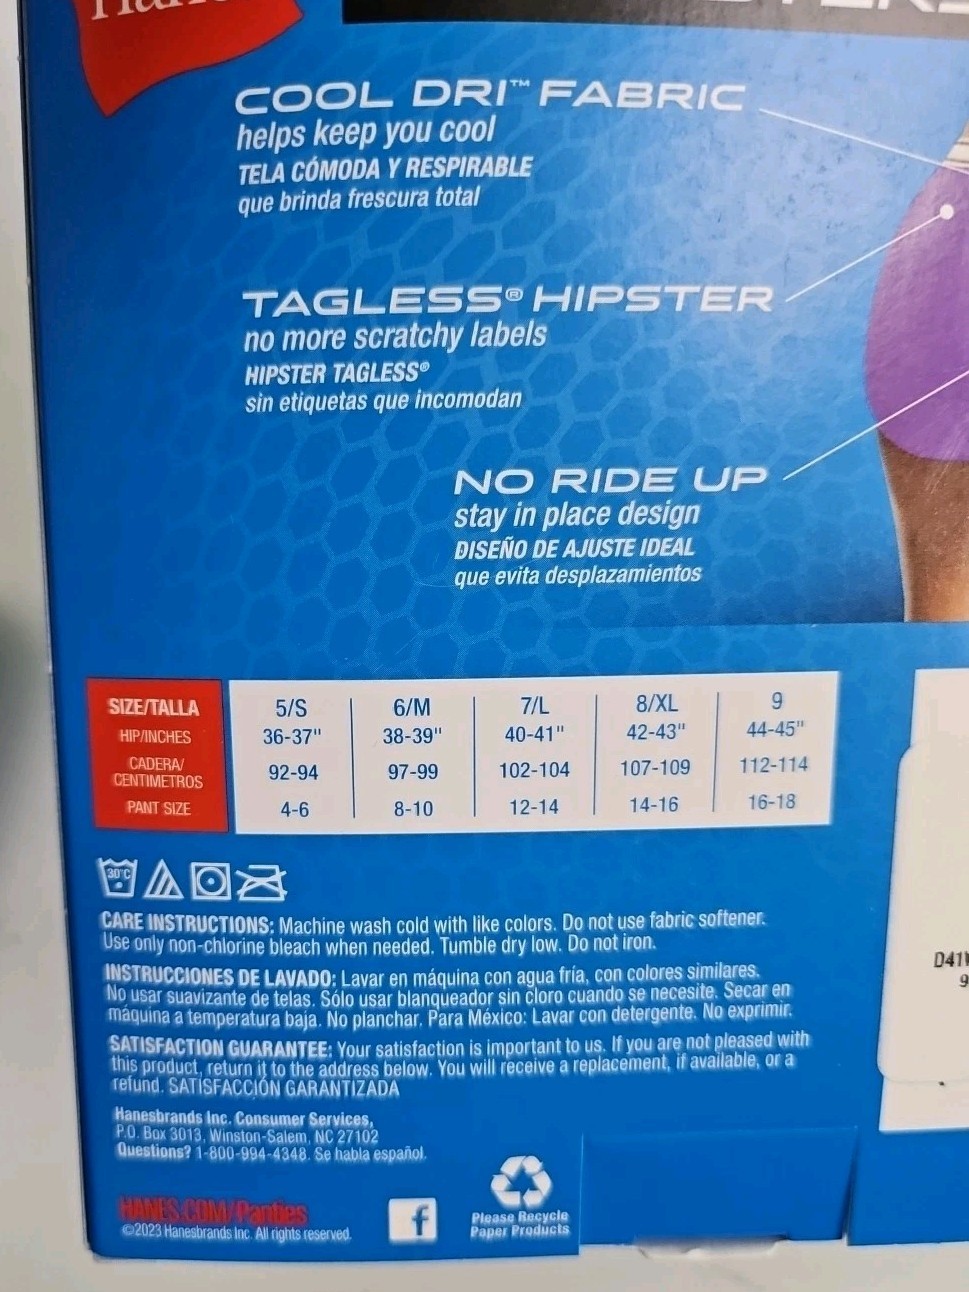 COOL DRI™ FABRIC
helps keep you cool
TELA CÓMODA Y RESPIRABLE
que brinda frescura total
TAGLESS® HIPSTER
no more scratchy labels
HIPSTER TAGLESS®
sin etiquetas que incomodan
NO RIDE UP
stay in place design
DISEÑO DE AJUSTE IDEAL
que evita desplazamientos
SIZE/TALLA 5/S 6/M 7/L 8/XL 9
HIP/INCHES 36-37" 38-39" 40-41" 42-43" 44-45"
CADERA/
CENTIMETROS 92-94 97-99 102-104 107-109 112-114
PANT SIZE 4-6 8-10 12-14 14-16 16-18
30°C
CARE INSTRUCTIONS: Machine wash cold with like colors. Do not use fabric softener.
Use only non-chlorine bleach when needed. Tumble dry low. Do not iron.
INSTRUCCIONES DE LAVADO: Lavar en máquina con agua fría, con colores similares.
No usar suavizante de telas. Sólo usar blanqueador sin cloro cuando se necesite. Secar en
máquina a temperatura baja. No planchar. Para México: Lavar con detergente. No exprimir.
SATISFACTION GUARANTEE: Your satisfaction is important to us. If you are not pleased with
this product, return it to the address below. You will receive a replacement, if available, or a
refund. SATISFACCIÓN GARANTIZADA
Hanesbrands Inc. Consumer Services,
P.O. Box 3013, Winston-Salem, NC 27102
Questions? 1-800-994-4348. Se habla español.
HANES.COM/Panties
©2023 Hanesbrands Inc. All rights reserved.
f
Please Recycle
Paper Products